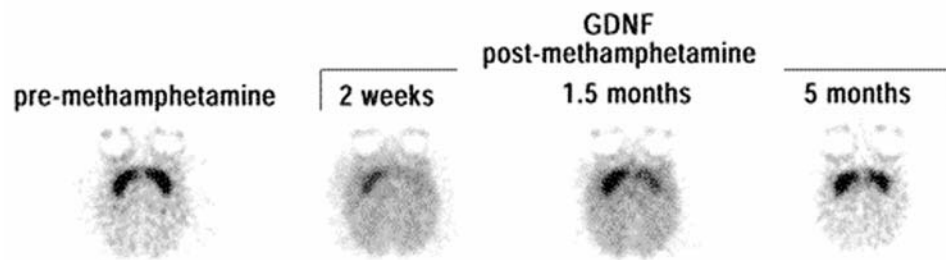 GDNF
post-methamphetamine
pre-methamphetamine
2 weeks
1.5 months
5 months